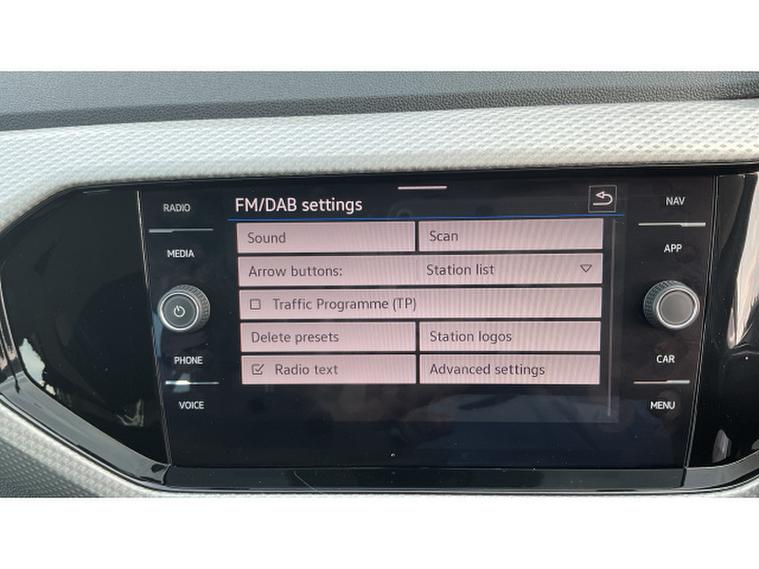 RADIO
FM/DAB settings
NAV
MEDIA
Sound
Scan
APP
Arrow buttons:
Station list
Traffic Programme (TP)
Delete presets
Station logos
PHONE
Radio text
Advanced settings
CAR
VOICE
MENU